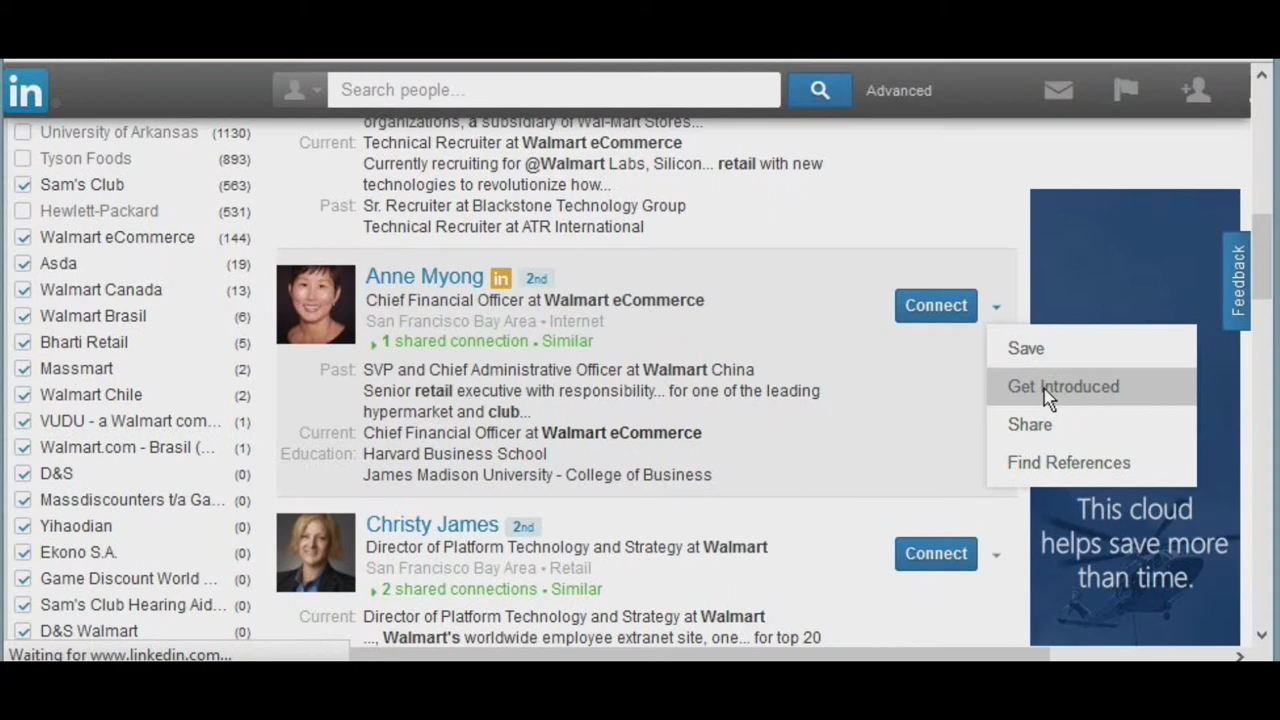 in
Search people...
Advanced
University of Arkansas (1130)
Tyson Foods (893)
Sam's Club (563)
Hewlett-Packard (531)
Walmart eCommerce (144)
Asda (19)
Walmart Canada (13)
Walmart Brasil (6)
Bharti Retail (5)
Massmart (2)
Walmart Chile (2)
VUDU - a Walmart com... (1)
Walmart.com - Brasil (... (1)
D&S (0)
Massdiscounters t/a Ga... (0)
Yihaodian (0)
Ekono S.A. (0)
Game Discount World ... (0)
Sam's Club Hearing Aid... (0)
D&S Walmart (0)
Waiting for www.linkedin.com...
organizations, a subsidiary of Wal-Mart Stores...
Current: Technical Recruiter at Walmart eCommerce
Currently recruiting for @Walmart Labs, Silicon... retail with new
technologies to revolutionize how...
Past: Sr. Recruiter at Blackstone Technology Group
Technical Recruiter at ATR International
Anne Myong in 2nd
Chief Financial Officer at Walmart eCommerce
San Francisco Bay Area • Internet
1 shared connection • Similar
Past: SVP and Chief Administrative Officer at Walmart China
Senior retail executive with responsibility... for one of the leading
hypermarket and club...
Current: Chief Financial Officer at Walmart eCommerce
Education: Harvard Business School
James Madison University - College of Business
Connect
Save
Get Introduced
Share
Find References
Christy James 2nd
Director of Platform Technology and Strategy at Walmart
San Francisco Bay Area • Retail
2 shared connections • Similar
Current: Director of Platform Technology and Strategy at Walmart
..., Walmart's worldwide employee extranet site, one... for top 20
Connect
Feedback
This cloud
helps save more
than time.